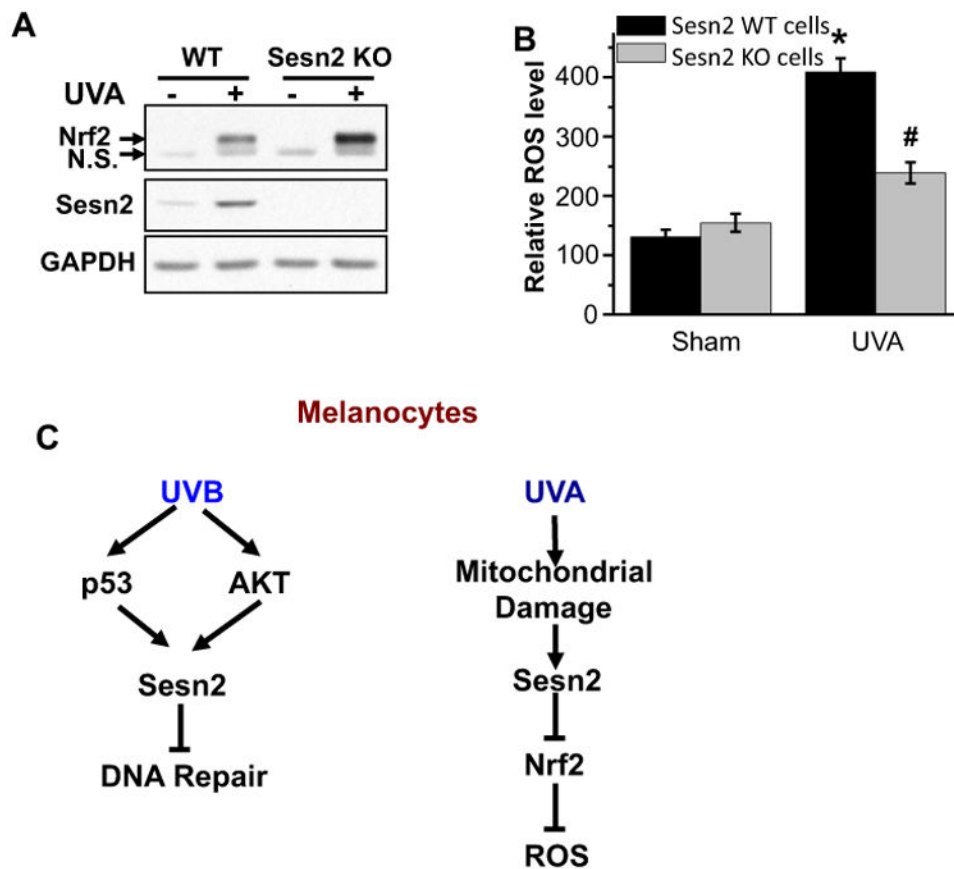 A
WT Sesn2 KO
UVA - + - +
Nrf2
N.S.
Sesn2
GAPDH
B
Sesn2 WT cells
Sesn2 KO cells
*
#
Relative ROS level
400
300
200
100
0
Sham UVA
Melanocytes
C
UVB
p53 AKT
Sesn2
DNA Repair
UVA
Mitochondrial
Damage
Sesn2
Nrf2
ROS